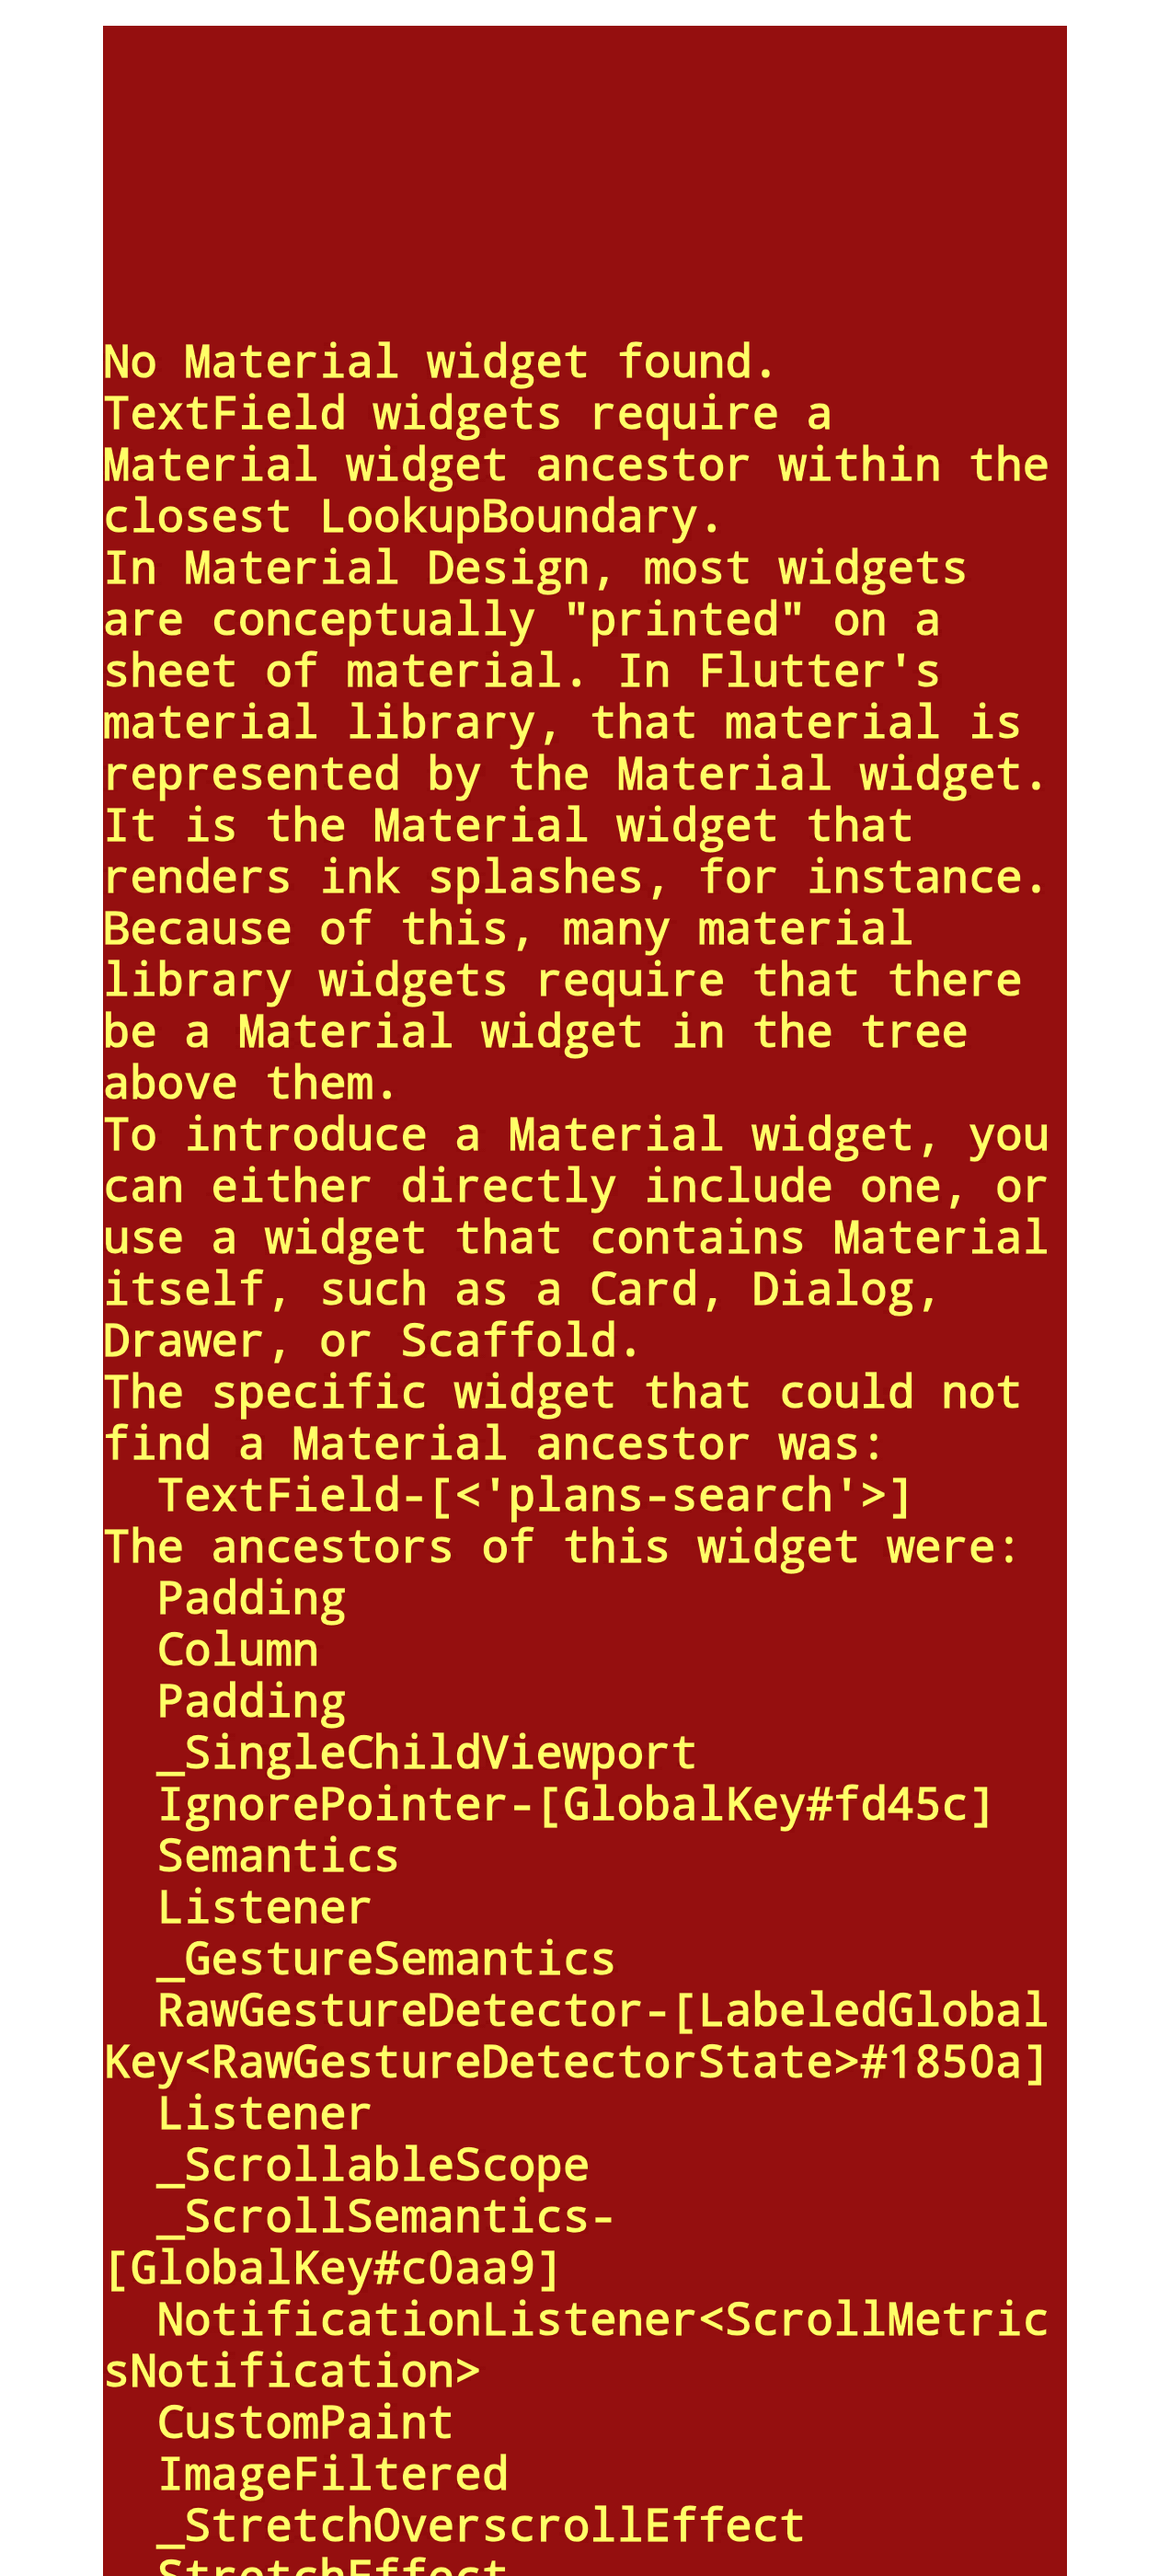 No Material widget found.
TextField widgets require a
Material widget ancestor within the
closest LookupBoundary.
In Material Design, most widgets
are conceptually "printed" on a
sheet of material. In Flutter's
material library, that material is
represented by the Material widget.
It is the Material widget that
renders ink splashes, for instance.
Because of this, many material
library widgets require that there
be a Material widget in the tree
above them.
To introduce a Material widget, you
can either directly include one, or
use a widget that contains Material
itself, such as a Card, Dialog,
Drawer, or Scaffold.
The specific widget that could not
find a Material ancestor was:
  TextField-[<'plans-search'>]
The ancestors of this widget were:
  Padding
  Column
  Padding
  _SingleChildViewport
  IgnorePointer-[GlobalKey#fd45c]
  Semantics
  Listener
  _GestureSemantics
  RawGestureDetector-[LabeledGlobal
Key<RawGestureDetectorState>#1850a]
  Listener
  _ScrollableScope
  _ScrollSemantics-
[GlobalKey#c0aa9]
  NotificationListener<ScrollMetric
sNotification>
  CustomPaint
  ImageFiltered
  _StretchOverscrollEffect
  StretchEffect